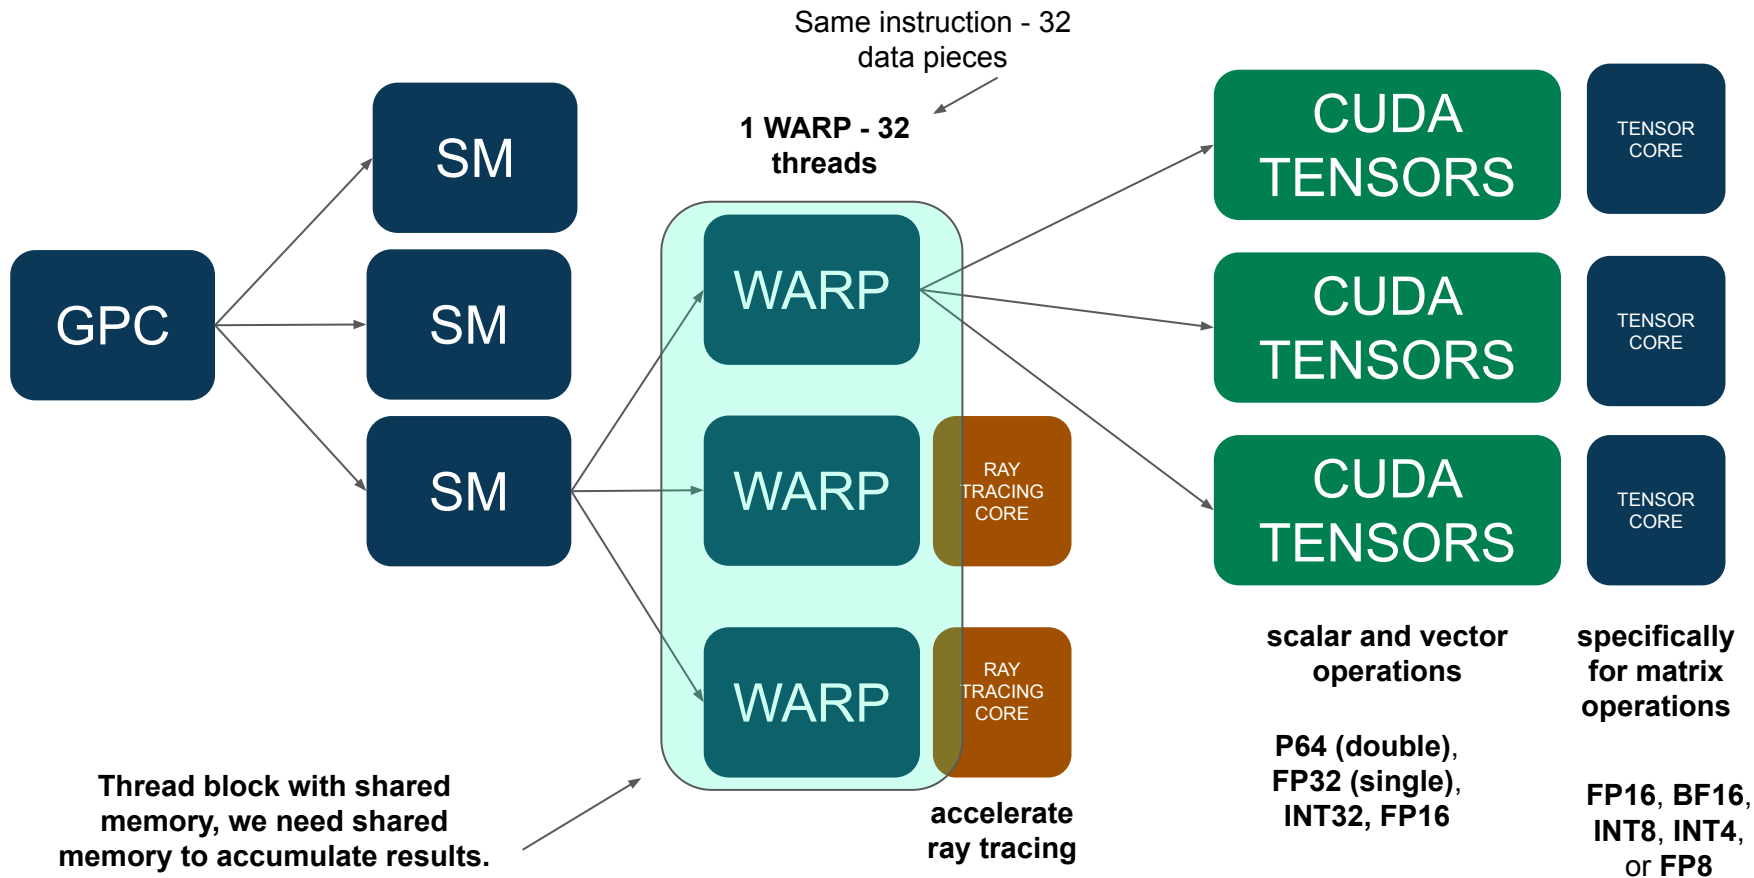 Same instruction - 32
data pieces
1 WARP - 32
threads
GPC
SM
SM
SM
WARP
WARP
WARP
RAY
TRACING
CORE
RAY
TRACING
CORE
accelerate
ray tracing
CUDA
TENSORS
CUDA
TENSORS
CUDA
TENSORS
TENSOR
CORE
TENSOR
CORE
TENSOR
CORE
scalar and vector
operations
P64 (double),
FP32 (single),
INT32, FP16
specifically
for matrix
operations
FP16, BF16,
INT8, INT4,
or FP8
Thread block with shared
memory, we need shared
memory to accumulate results.